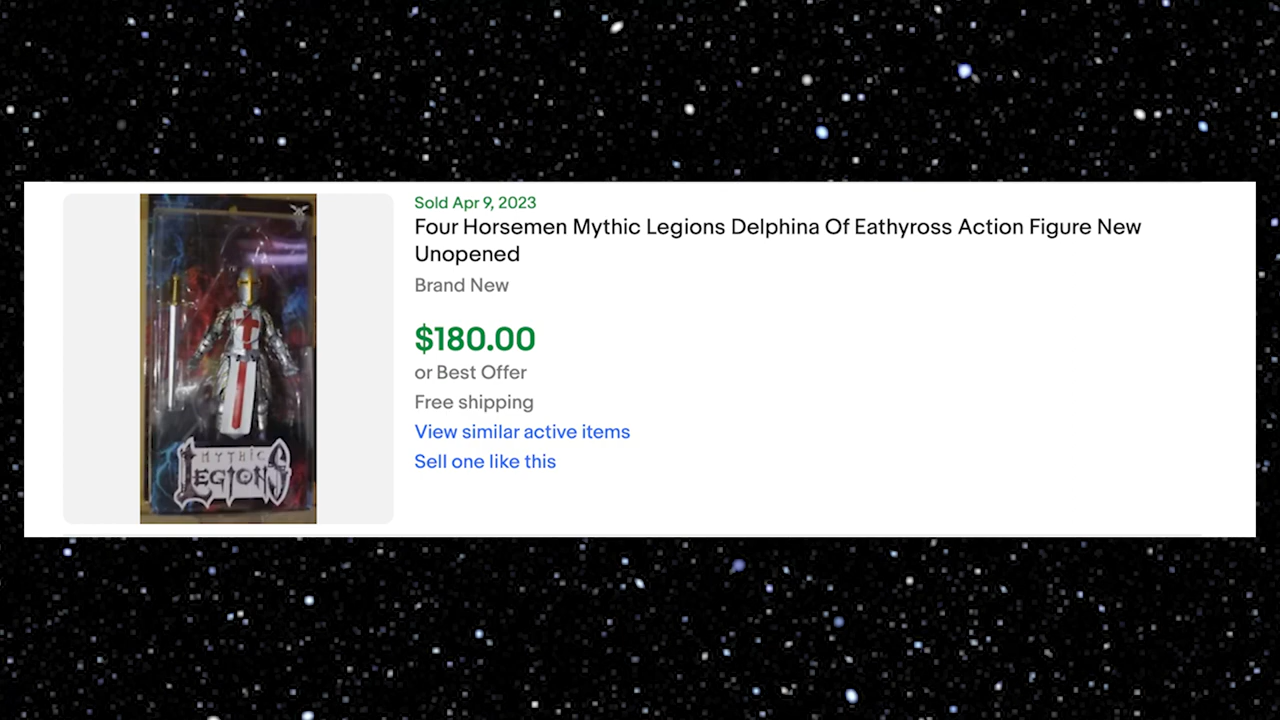 Sold Apr 9, 2023
Four Horsemen Mythic Legions Delphina Of Eathyross Action Figure New
Unopened
Brand New
$180.00
or Best Offer
Free shipping
View similar active items
Sell one like this
MYTHIC
LEGIONS